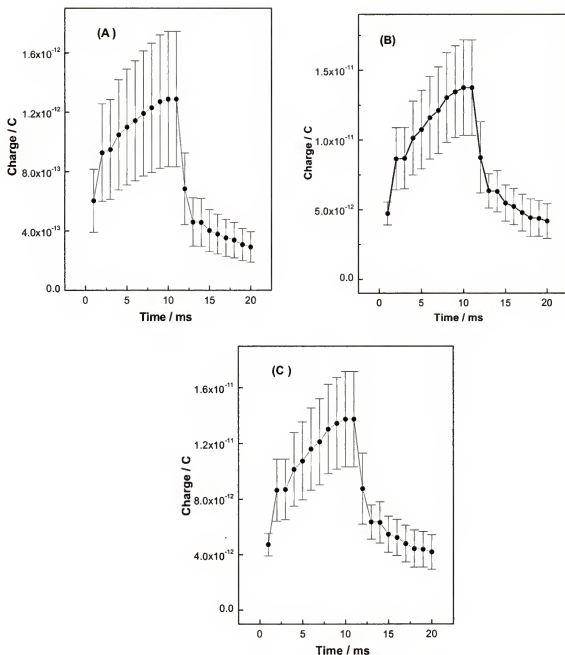 (A)
Charge / C
1.6x10⁻¹²
1.2x10⁻¹²
8.0x10⁻¹³
4.0x10⁻¹³
0.0
0 5 10 15 20
Time / ms
(B)
Charge / C
1.5x10⁻¹¹
1.0x10⁻¹¹
5.0x10⁻¹²
0.0
0 5 10 15 20
Time / ms
(C )
Charge / C
1.6x10⁻¹¹
1.2x10⁻¹¹
8.0x10⁻¹²
4.0x10⁻¹²
0.0
0 5 10 15 20
Time / ms